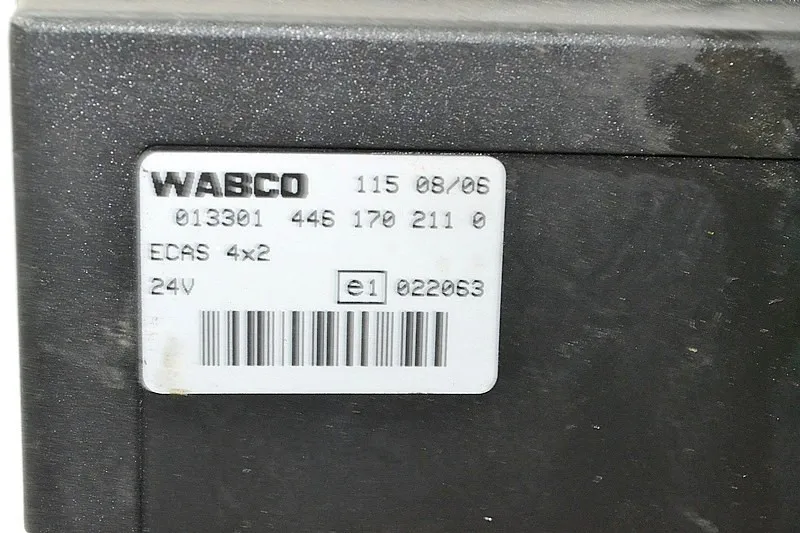 WABCO 115 08/06
013301 446 170 211 0
ECAS 4x2
24V e1 022063